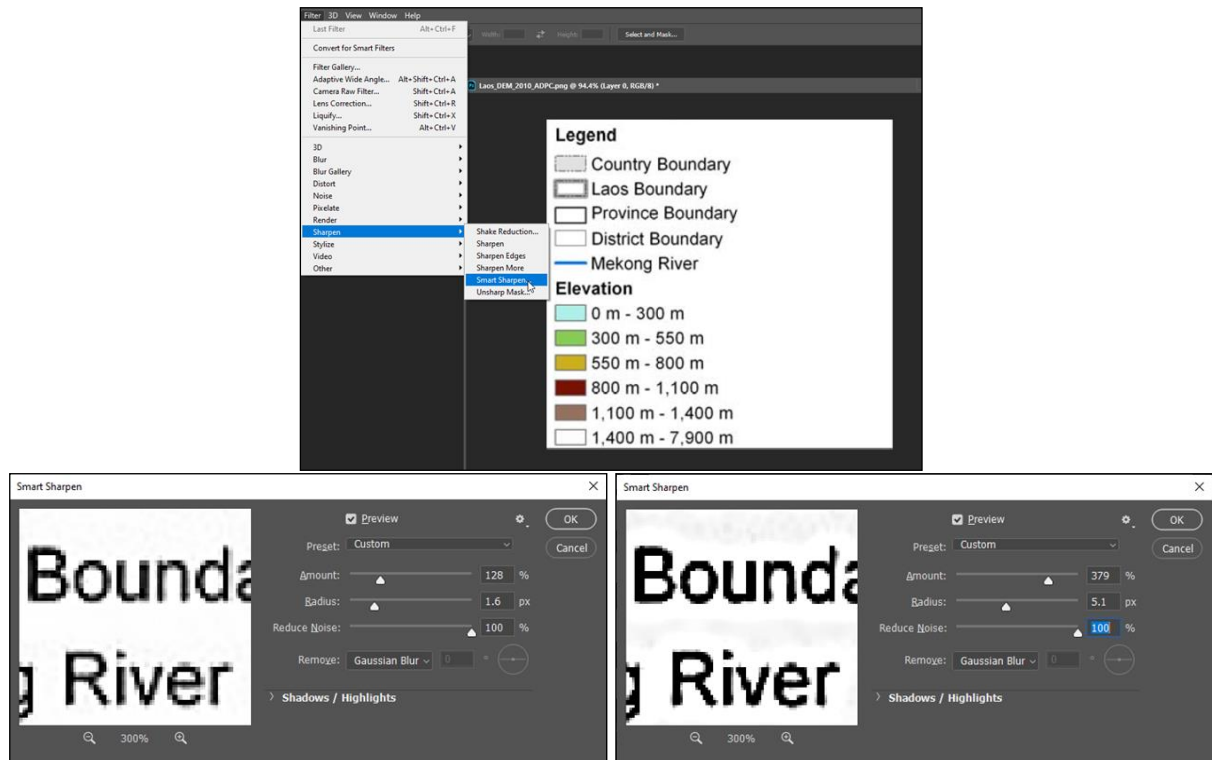 Filter 3D View Window Help
Last Filter Alt+Ctrl+F
Convert for Smart Filters
Filter Gallery...
Adaptive Wide Angle... Alt+Shift+Ctrl+A
Camera Raw Filter... Shift+Ctrl+A
Lens Correction... Shift+Ctrl+R
Liquify... Shift+Ctrl+X
Vanishing Point... Alt+Ctrl+V
3D
Blur
Blur Gallery
Distort
Noise
Pixelate
Render
Sharpen
Stylize
Video
Other
Shake Reduction...
Sharpen
Sharpen Edges
Sharpen More
Smart Sharpen...
Unsharp Mask...
Width: Height: Select and Mask...
Laos_DEM_2010_ADPC.png @ 94.4% (Layer 0, RGB/8) *
Legend
Country Boundary
Laos Boundary
Province Boundary
District Boundary
Mekong River
Elevation
0 m - 300 m
300 m - 550 m
550 m - 800 m
800 m - 1,100 m
1,100 m - 1,400 m
1,400 m - 7,900 m
Smart Sharpen
Bounda
g River
300%
Preview
OK
Preset: Custom
Cancel
Amount: 128 %
Radius: 1.6 px
Reduce Noise: 100 %
Remove: Gaussian Blur 0 °
Shadows / Highlights
Smart Sharpen
Bounda
g River
300%
Preview
OK
Preset: Custom
Cancel
Amount: 379 %
Radius: 5.1 px
Reduce Noise: 100 %
Remove: Gaussian Blur 0 °
Shadows / Highlights